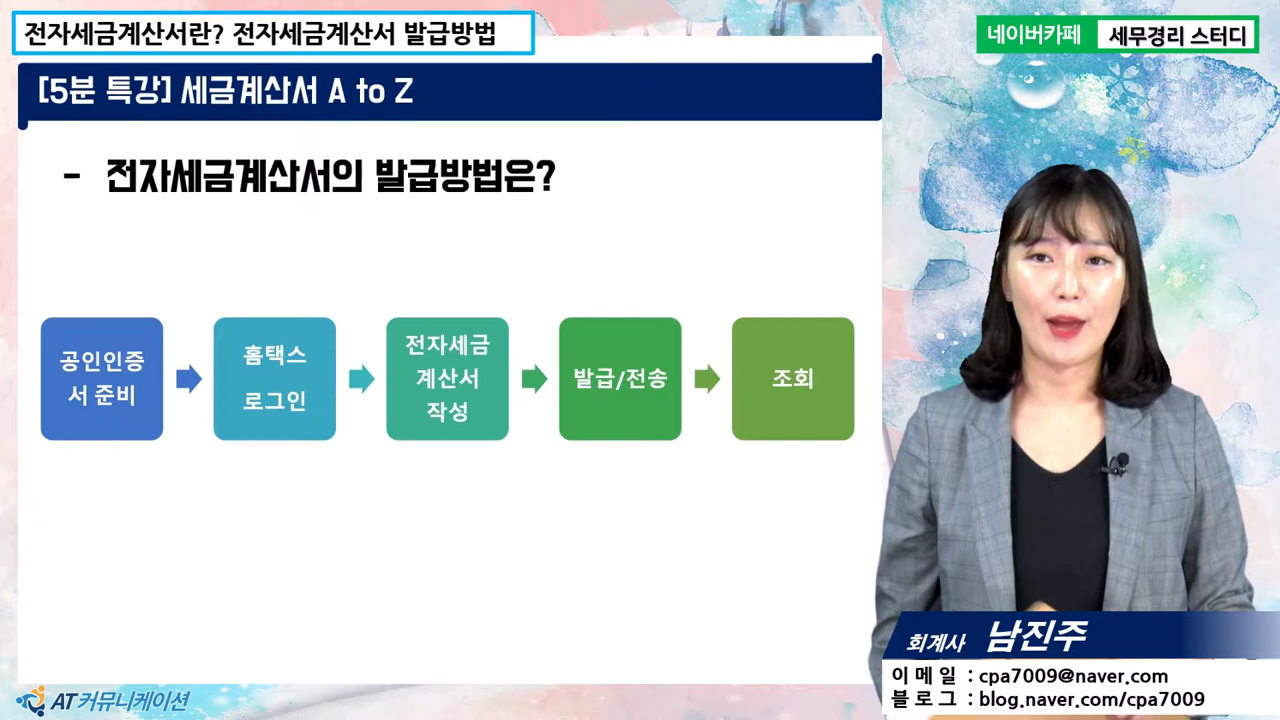 전자세금계산서란? 전자세금계산서 발급방법
네이버카페 세무경리 스터디
[5분 특강] 세금계산서 A to Z
- 전자세금계산서의 발급방법은?
공인인증
서 준비
홈택스
로그인
전자세금
계산서
작성
발급/전송
조회
회계사 남진주
이 메 일 : cpa7009@naver.com
블 로 그 : blog.naver.com/cpa7009
AT커뮤니케이션